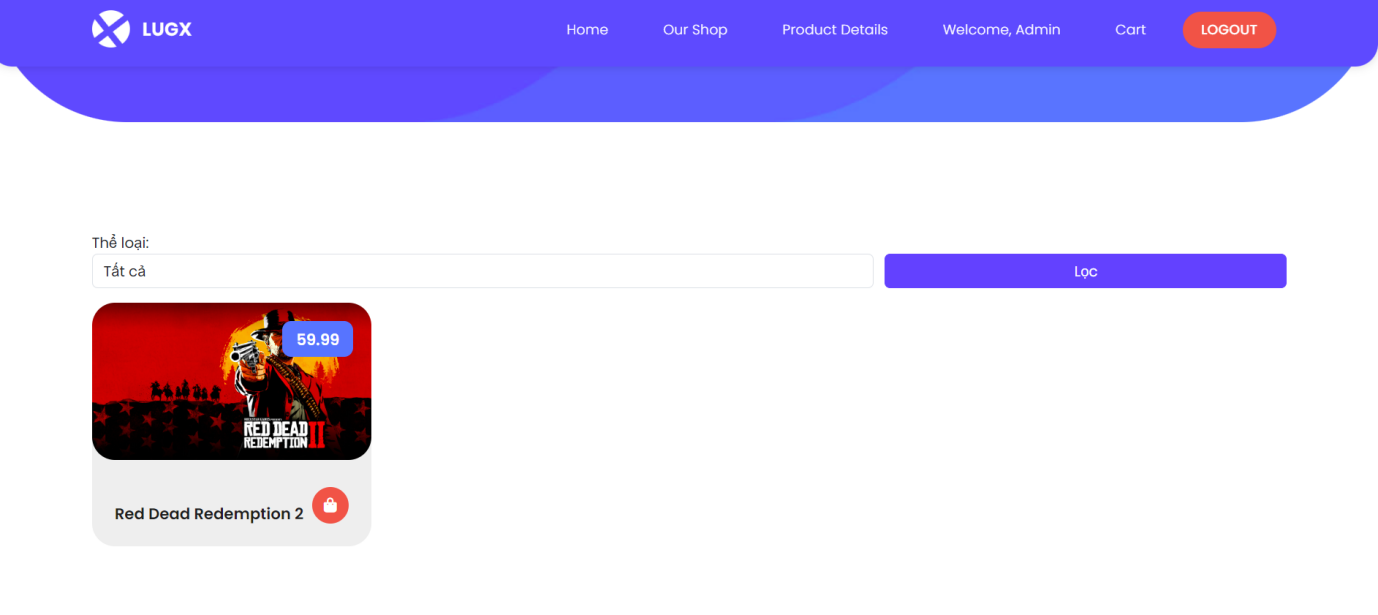 LUGX
Home Our Shop Product Details Welcome, Admin Cart LOGOUT
Thể loại:
Tất cả
Lọc
59.99
RED DEAD
REDEMPTION II
Red Dead Redemption 2